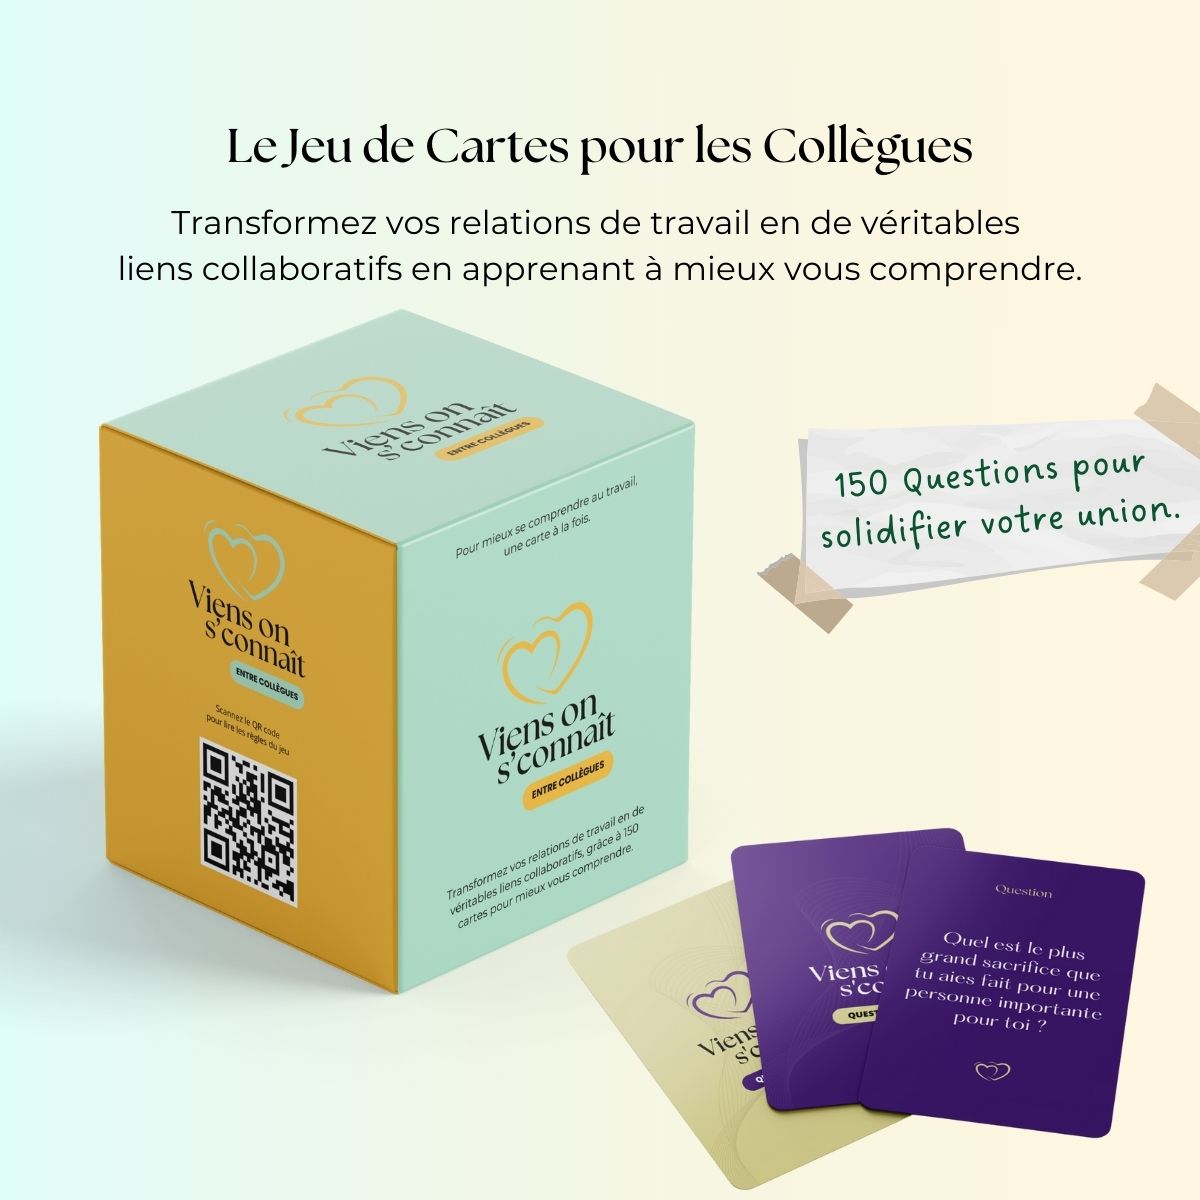 Le Jeu de Cartes pour les Collègues
Transformez vos relations de travail en de véritables
liens collaboratifs en apprenant à mieux vous comprendre.
Viens on
s'connaît
ENTRE COLLÈGUES
150 Questions pour
solidifier votre union.
Viens on
s'connaît
ENTRE COLLÈGUES
Scannez le QR code
pour lire les règles du jeu
Pour mieux se comprendre au travail,
une carte à la fois.
Viens on
s'connaît
ENTRE COLLÈGUES
Transformez vos relations de travail en de
véritables liens collaboratifs, grâce à 150
cartes pour mieux vous comprendre.
Viens
Viens
Question
Quel est le plus
grand sacrifice que
tu aies fait pour une
personne importante
pour toi ?